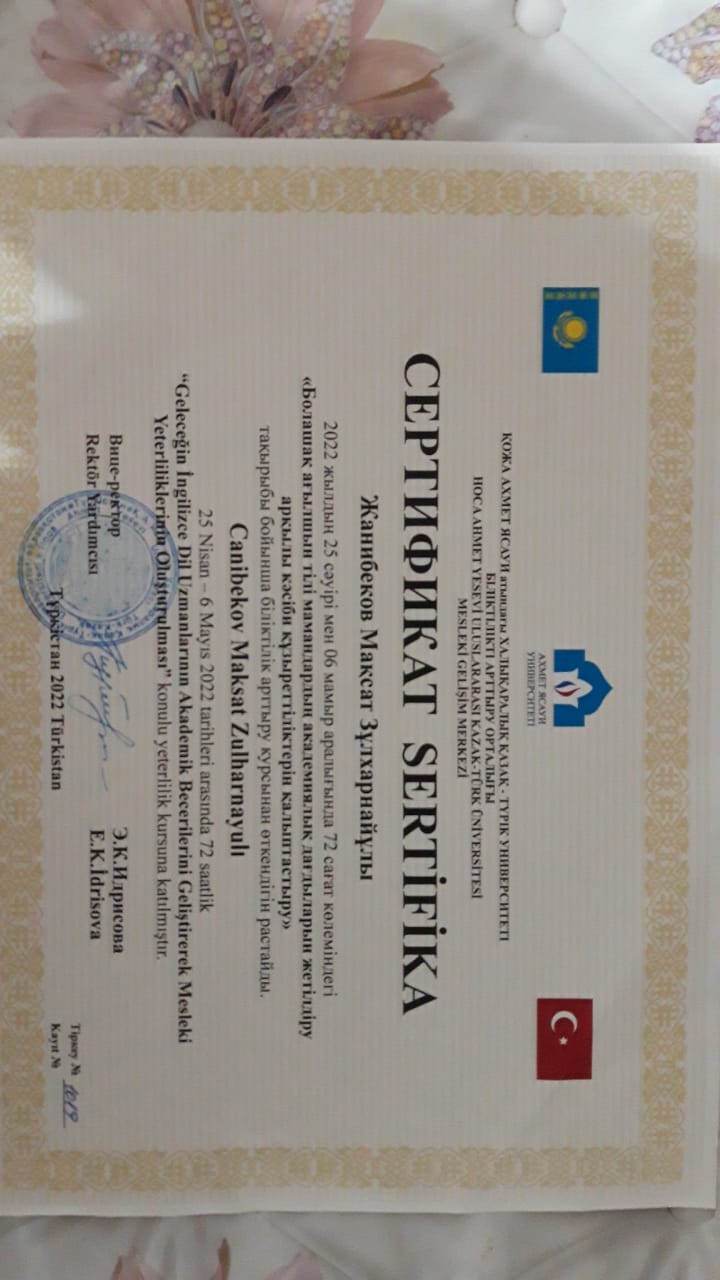 АХМЕТ ЯСАУИ
УНИВЕРСИТЕТІ
ҚОЖА АХМЕТ ЯСАУИ атындағы ХАЛЫҚАРАЛЫҚ ҚАЗАҚ - ТҮРІК УНИВЕРСИТЕТІ
БІЛІКТІЛІКТІ АРТТЫРУ ОРТАЛЫҒЫ
HOCA AHMET YESEVİ ULUSLARARASI KAZAK-TÜRK ÜNİVERSİTESİ
MESLEKİ GELİŞİM MERKEZİ
СЕРТИФИКАТ SERTİFİKA
Жанибеков Максат Зұлхарнайұлы
2022 жылдың 25 сәуірі мен 06 мамыр аралығында 72 сағат көлеміндегі
«Болашақ ағылшын тілі мамандардың академиялық дағдыларын жетілдіру
арқылы кәсіби құзыреттіліктерін қалыптастыру»
тақырыбы бойынша біліктілік арттыру курсынан өткендігін растайды.
Canibekov Maksat Zulharnayulı
25 Nisan – 6 Mayıs 2022 tarihleri arasında 72 saatlik
“Geleceğin İngilizce Dil Uzmanlarının Akademik Becerilerini Geliştirerek Mesleki
Yeterliliklerinin Oluşturulması” konulu yeterlilik kursuna katılmıştır.
Вице-ректор Э.К.Идрисова
Rektör Yardımcısı E.K.İdrisova
Түркістан 2022 Türkistan
Тіркеу №
Kayıt № 1019